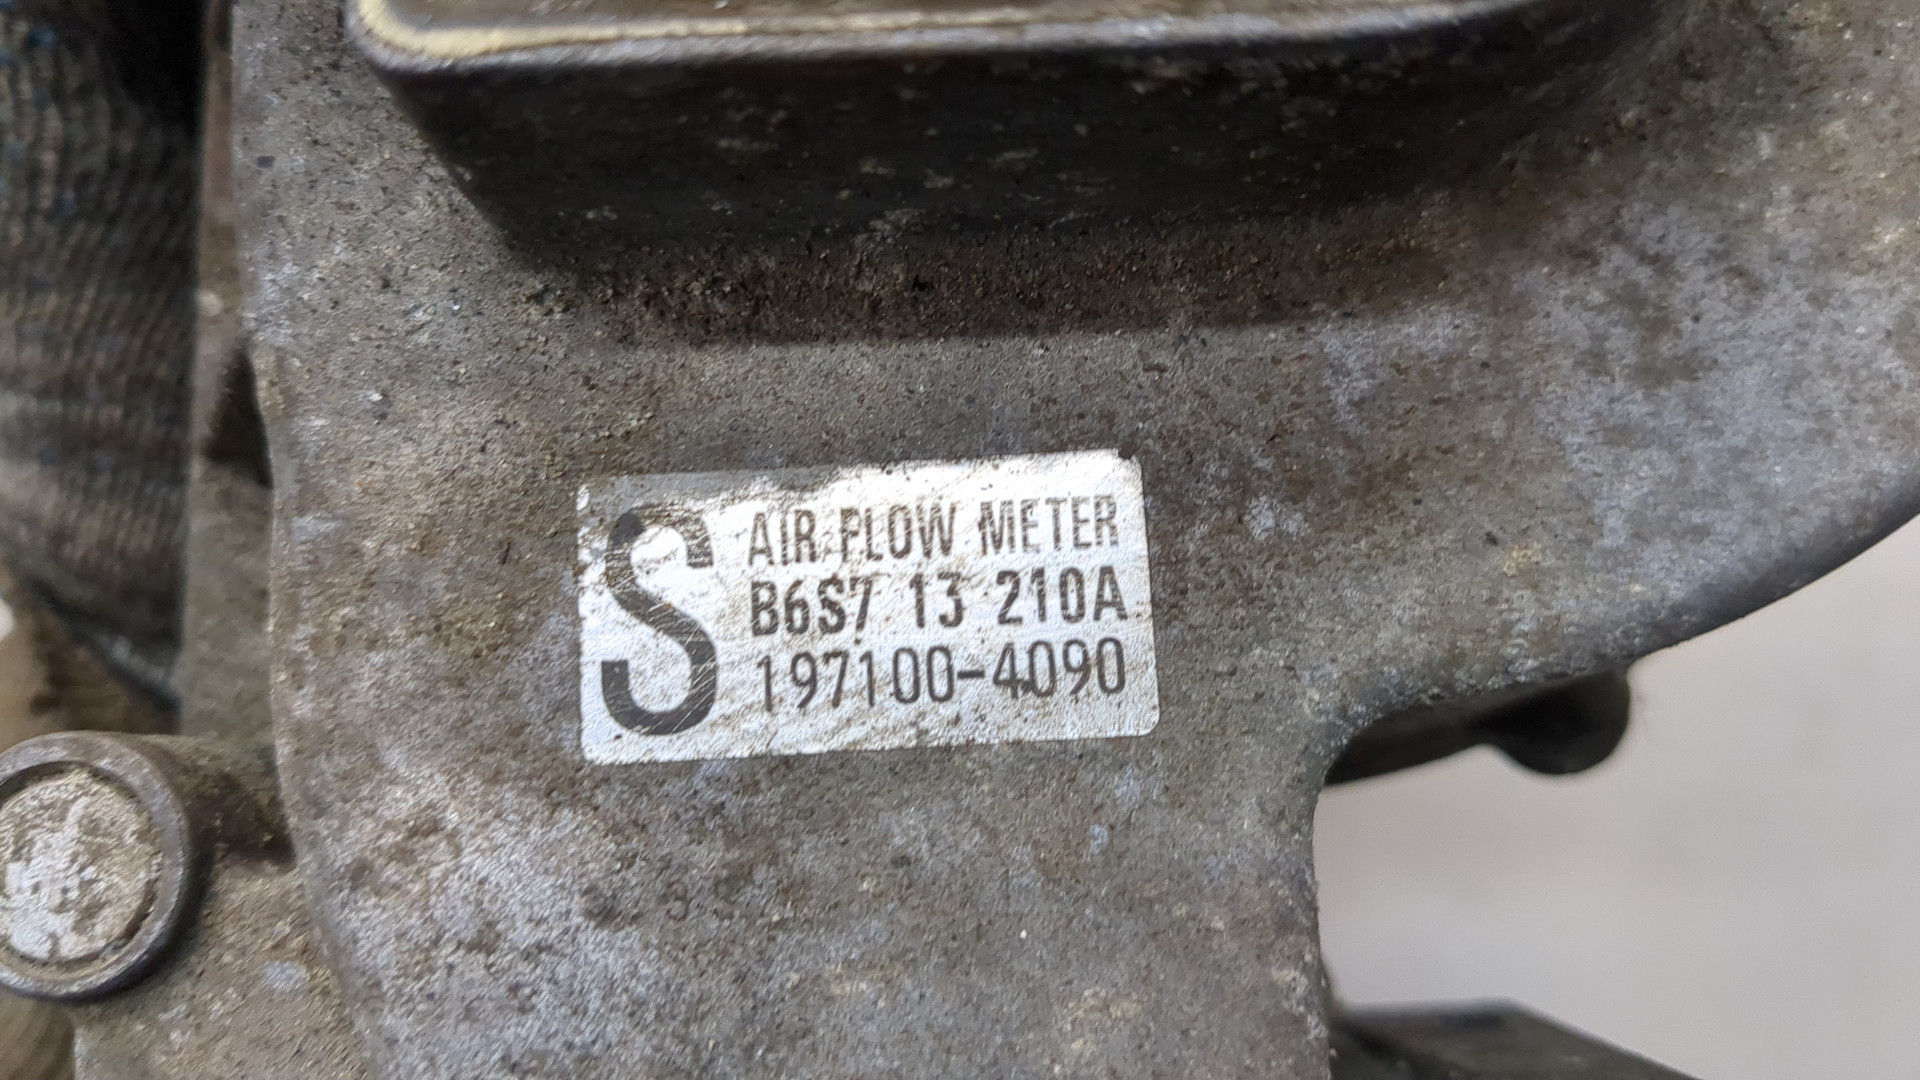 S
AIR FLOW METER
B6S7 13 210A
197100-4090